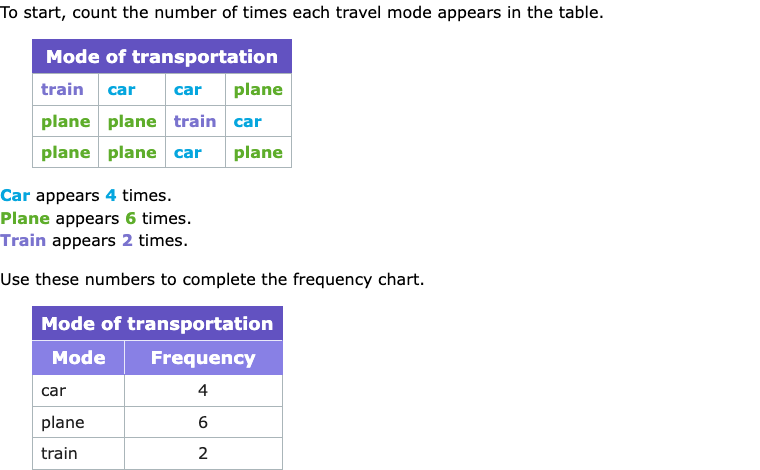 To start, count the number of times each travel mode appears in the table.
Mode of transportation
train car car plane
plane plane train car
plane plane car plane
Car appears 4 times.
Plane appears 6 times.
Train appears 2 times.
Use these numbers to complete the frequency chart.
Mode of transportation
Mode Frequency
car 4
plane 6
train 2